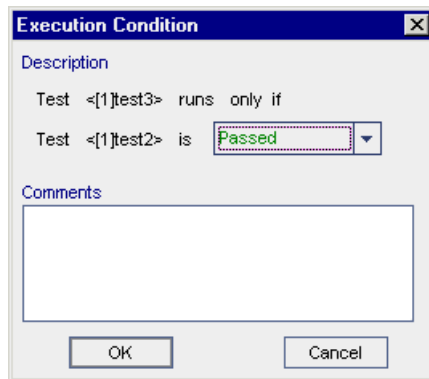 Execution Condition
Description
Test <[1]test3> runs only if
Test <[1]test2> is Passed
Comments
OK Cancel